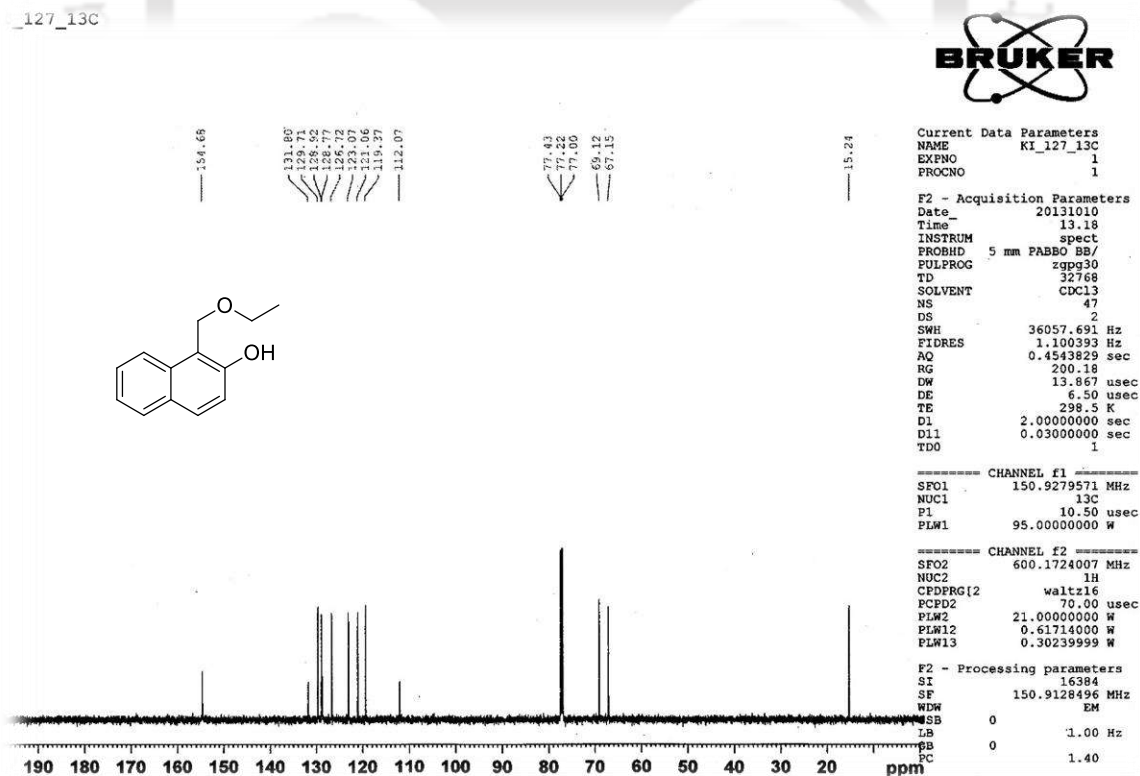 _127_13C
154.68
131.80
129.71
128.92
128.77
126.72
123.07
121.06
119.37
112.07
77.43
77.22
77.00
69.12
67.15
15.24
O
OH
190 180 170 160 150 140 130 120 110 100 90 80 70 60 50 40 30 20 ppm
BRUKER
Current Data Parameters
NAME KI_127_13C
EXPNO 1
PROCNO 1
F2 - Acquisition Parameters
Date_ 20131010
Time 13.18
INSTRUM spect
PROBHD 5 mm PABBO BB/
PULPROG zgpg30
TD 32768
SOLVENT CDCl3
NS 47
DS 2
SWH 36057.691 Hz
FIDRES 1.100393 Hz
AQ 0.4543829 sec
RG 200.18
DW 13.867 usec
DE 6.50 usec
TE 298.5 K
D1 2.00000000 sec
D11 0.03000000 sec
TD0 1
======== CHANNEL f1 ========
SFO1 150.9279571 MHz
NUC1 13C
P1 10.50 usec
PLW1 95.00000000 W
======== CHANNEL f2 ========
SFO2 600.1724007 MHz
NUC2 1H
CPDPRG[2 waltz16
PCPD2 70.00 usec
PLW2 21.00000000 W
PLW12 0.61714000 W
PLW13 0.30239999 W
F2 - Processing parameters
SI 16384
SF 150.9128496 MHz
WDW EM
SSB 0
LB 1.00 Hz
GB 0
PC 1.40